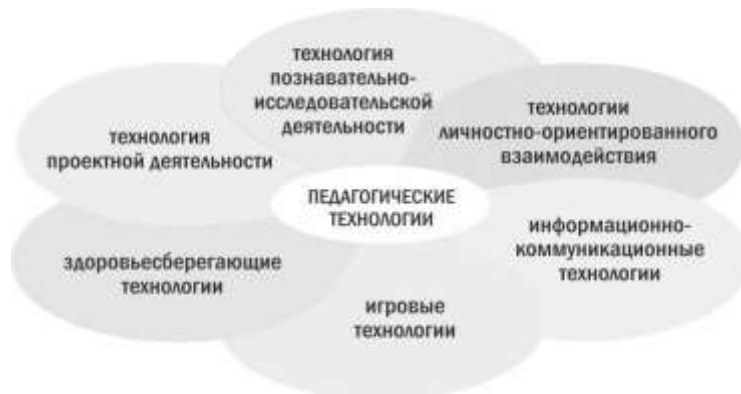 технология
познавательно-
исследовательской
деятельности
технологии
личностно-ориентированного
взаимодействия
технология
проектной деятельности
ПЕДАГОГИЧЕСКИЕ
ТЕХНОЛОГИИ
информационно-
коммуникационные
технологии
здоровьесберегающие
технологии
игровые
технологии